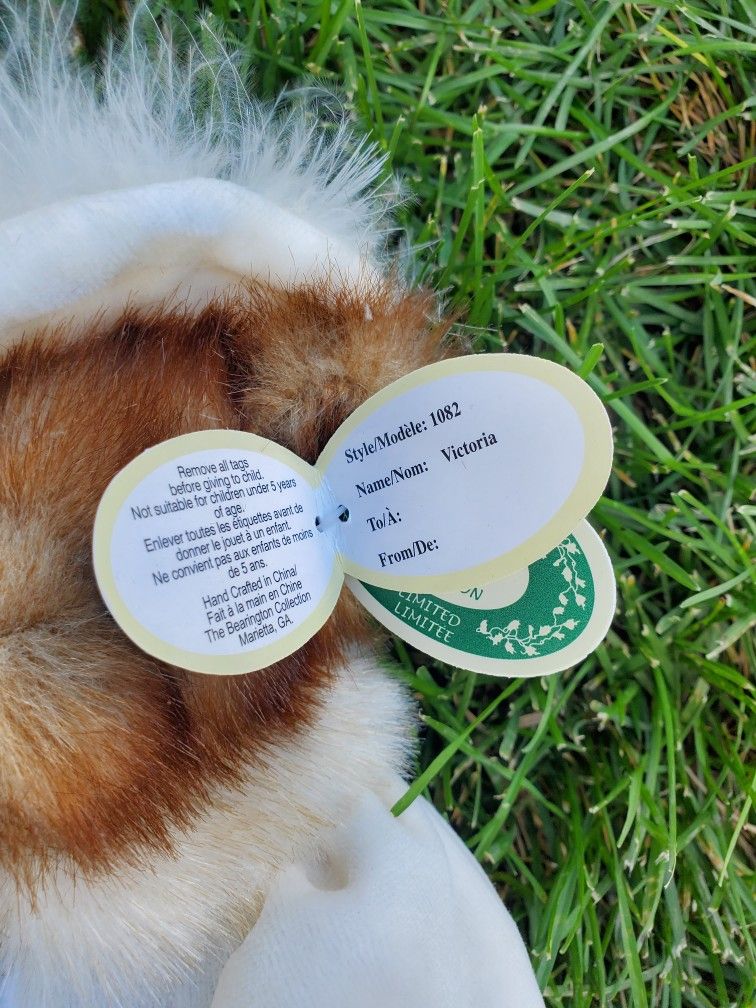 Remove all tags
before giving to child.
Not suitable for children under 5 years
of age.
Enlever toutes les étiquettes avant de
donner le jouet à un enfant.
Ne convient pas aux enfants de moins
de 5 ans.
Hand Crafted in China/
Fait à la main en Chine
The Bearington Collection
Marietta, GA.
Style/Modèle: 1082
Name/Nom: Victoria
To/À:
From/De:
LIMITED
LIMITÉE